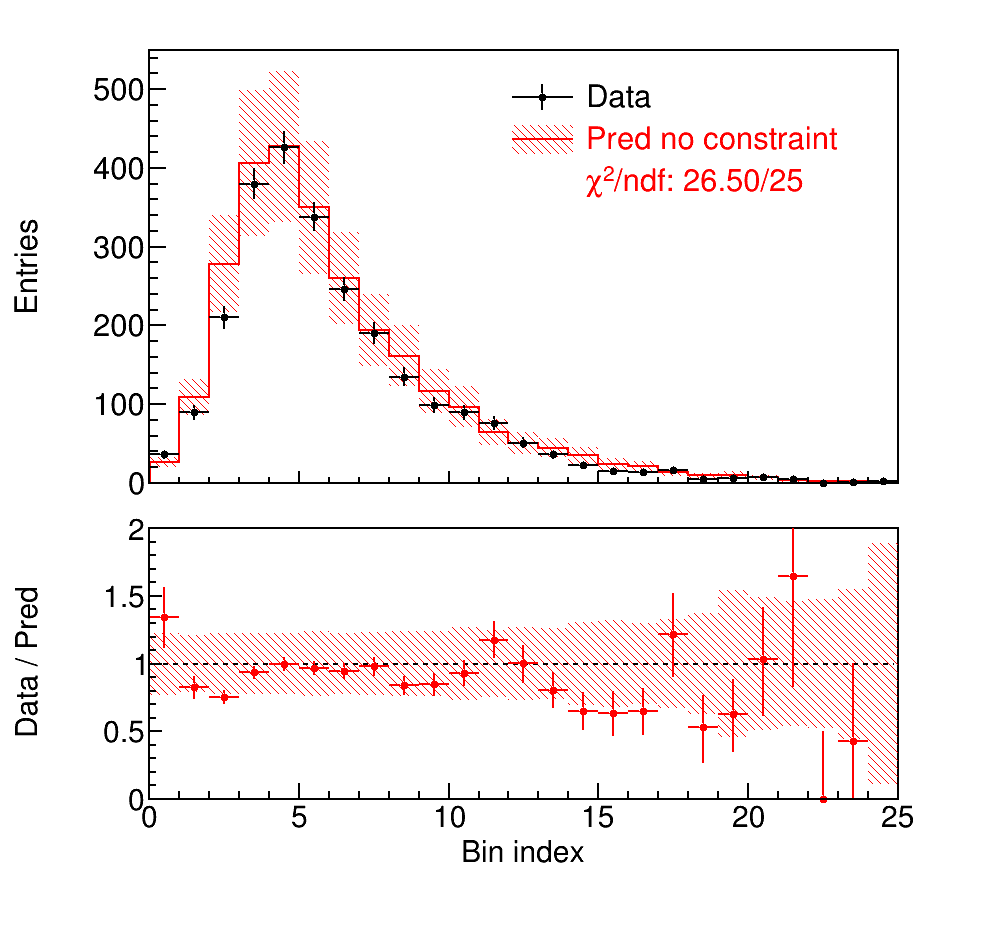 500
400
300
200
100
0
Entries
Data
Pred no constraint
χ²/ndf: 26.50/25
2
1.5
1
0.5
0
Data / Pred
0 5 10 15 20 25
Bin index